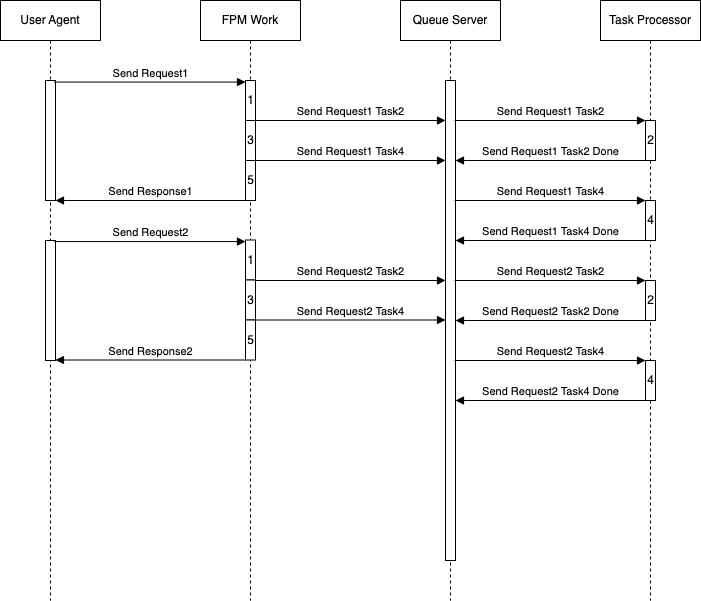 User Agent
FPM Work
Queue Server
Task Processor
Send Request1
1
Send Request1 Task2
Send Request1 Task2
3
2
Send Request1 Task4
Send Request1 Task2 Done
5
Send Response1
Send Request1 Task4
4
Send Request2
Send Request1 Task4 Done
1
Send Request2 Task2
Send Request2 Task2
3
2
Send Request2 Task4
Send Request2 Task2 Done
5
Send Response2
Send Request2 Task4
4
Send Request2 Task4 Done